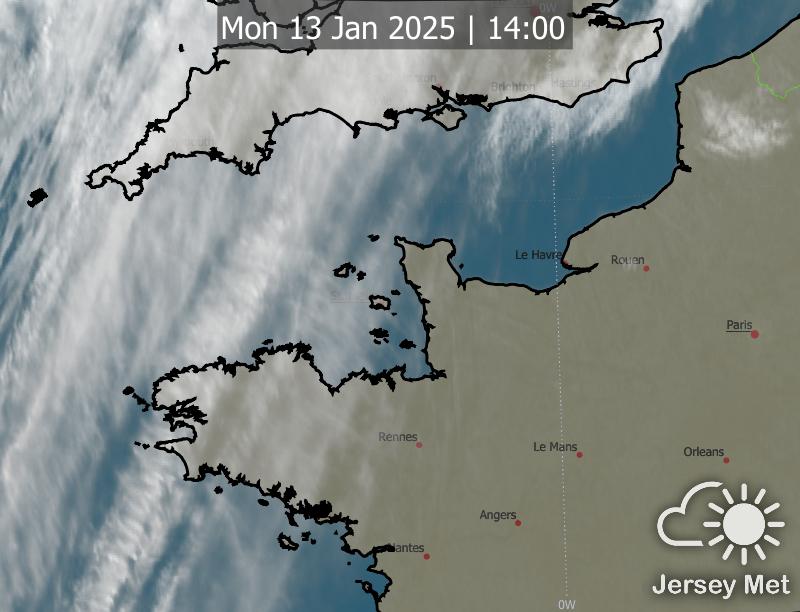 0W
Mon 13 Jan 2025 | 14:00
Brighton
Hastings
Le Havre
Rouen
Paris
Rennes
Le Mans
Orleans
Angers
Nantes
Jersey Met
0W